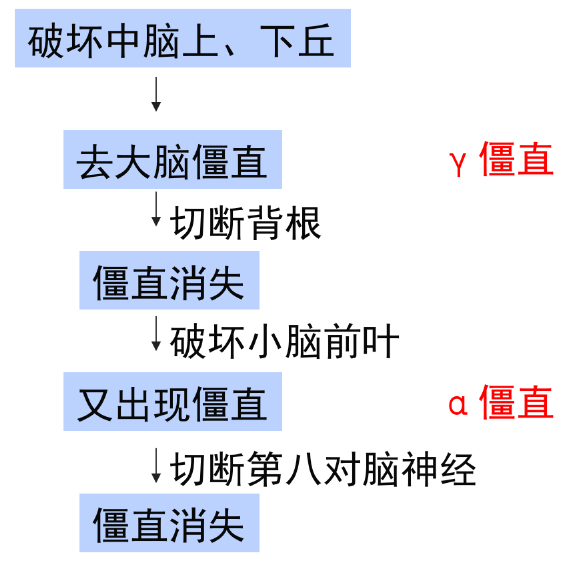 破坏中脑上、下丘
去大脑僵直
γ 僵直
切断背根
僵直消失
破坏小脑前叶
又出现僵直
α 僵直
切断第八对脑神经
僵直消失